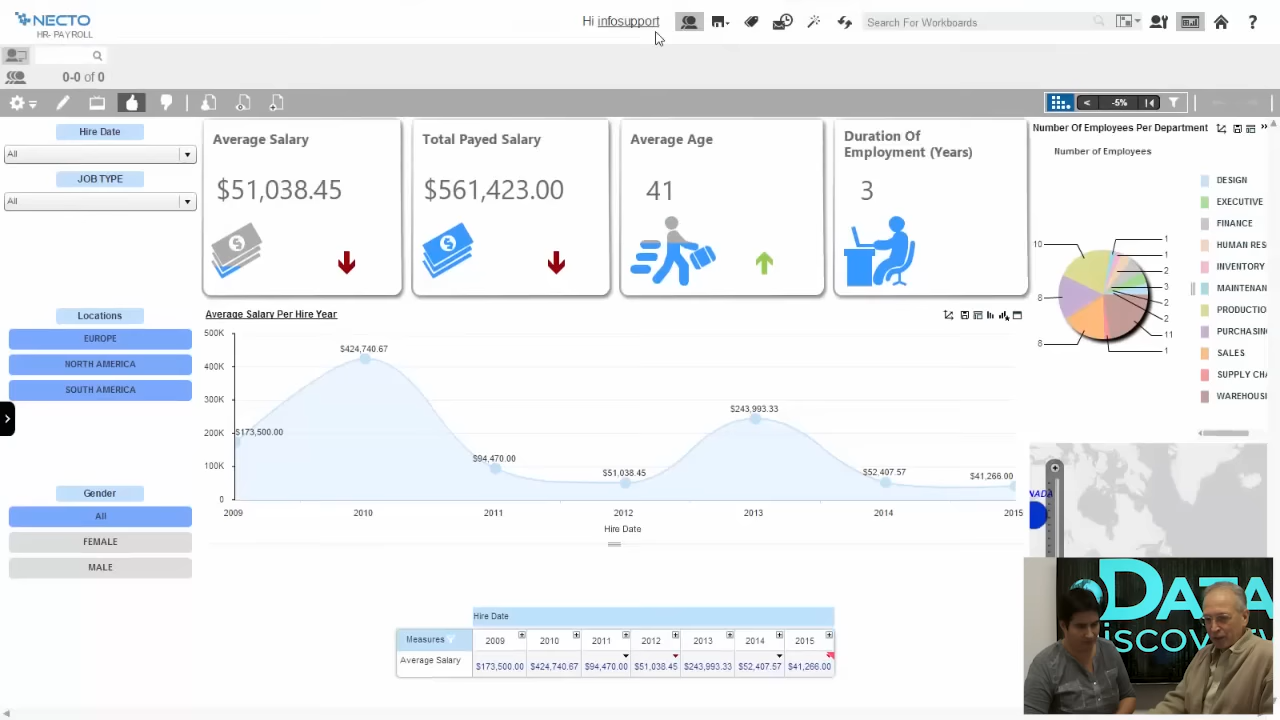 NECTO
HR- PAYROLL
Hi infosupport
Search For Workboards
?
0-0 of 0
< -5%
Hire Date
All
JOB TYPE
All
Locations
EUROPE
NORTH AMERICA
SOUTH AMERICA
Gender
All
FEMALE
MALE
Average Salary
$51,038.45
Total Payed Salary
$561,423.00
Average Age
41
Duration Of
Employment (Years)
3
Average Salary Per Hire Year
500K
400K
300K
200K
100K
0
$173,500.00
$424,740.67
$94,470.00
$51,038.45
$243,993.33
$52,407.57
$41,266.00
2009 2010 2011 2012 2013 2014 2015
Hire Date
Hire Date
Measures 2009 2010 2011 2012 2013 2014 2015
Average Salary $173,500.00 $424,740.67 $94,470.00 $51,038.45 $243,993.33 $52,407.57 $41,266.00
Number Of Employees Per Department
Number of Employees
10
8
8
1
1
2
3
2
2
11
1
DESIGN
EXECUTIVE
FINANCE
HUMAN RES
INVENTORY
MAINTENAN
PRODUCTIO
PURCHASING
SALES
SUPPLY CHA
WAREHOUSI
NADA
DATA
ISCOVE